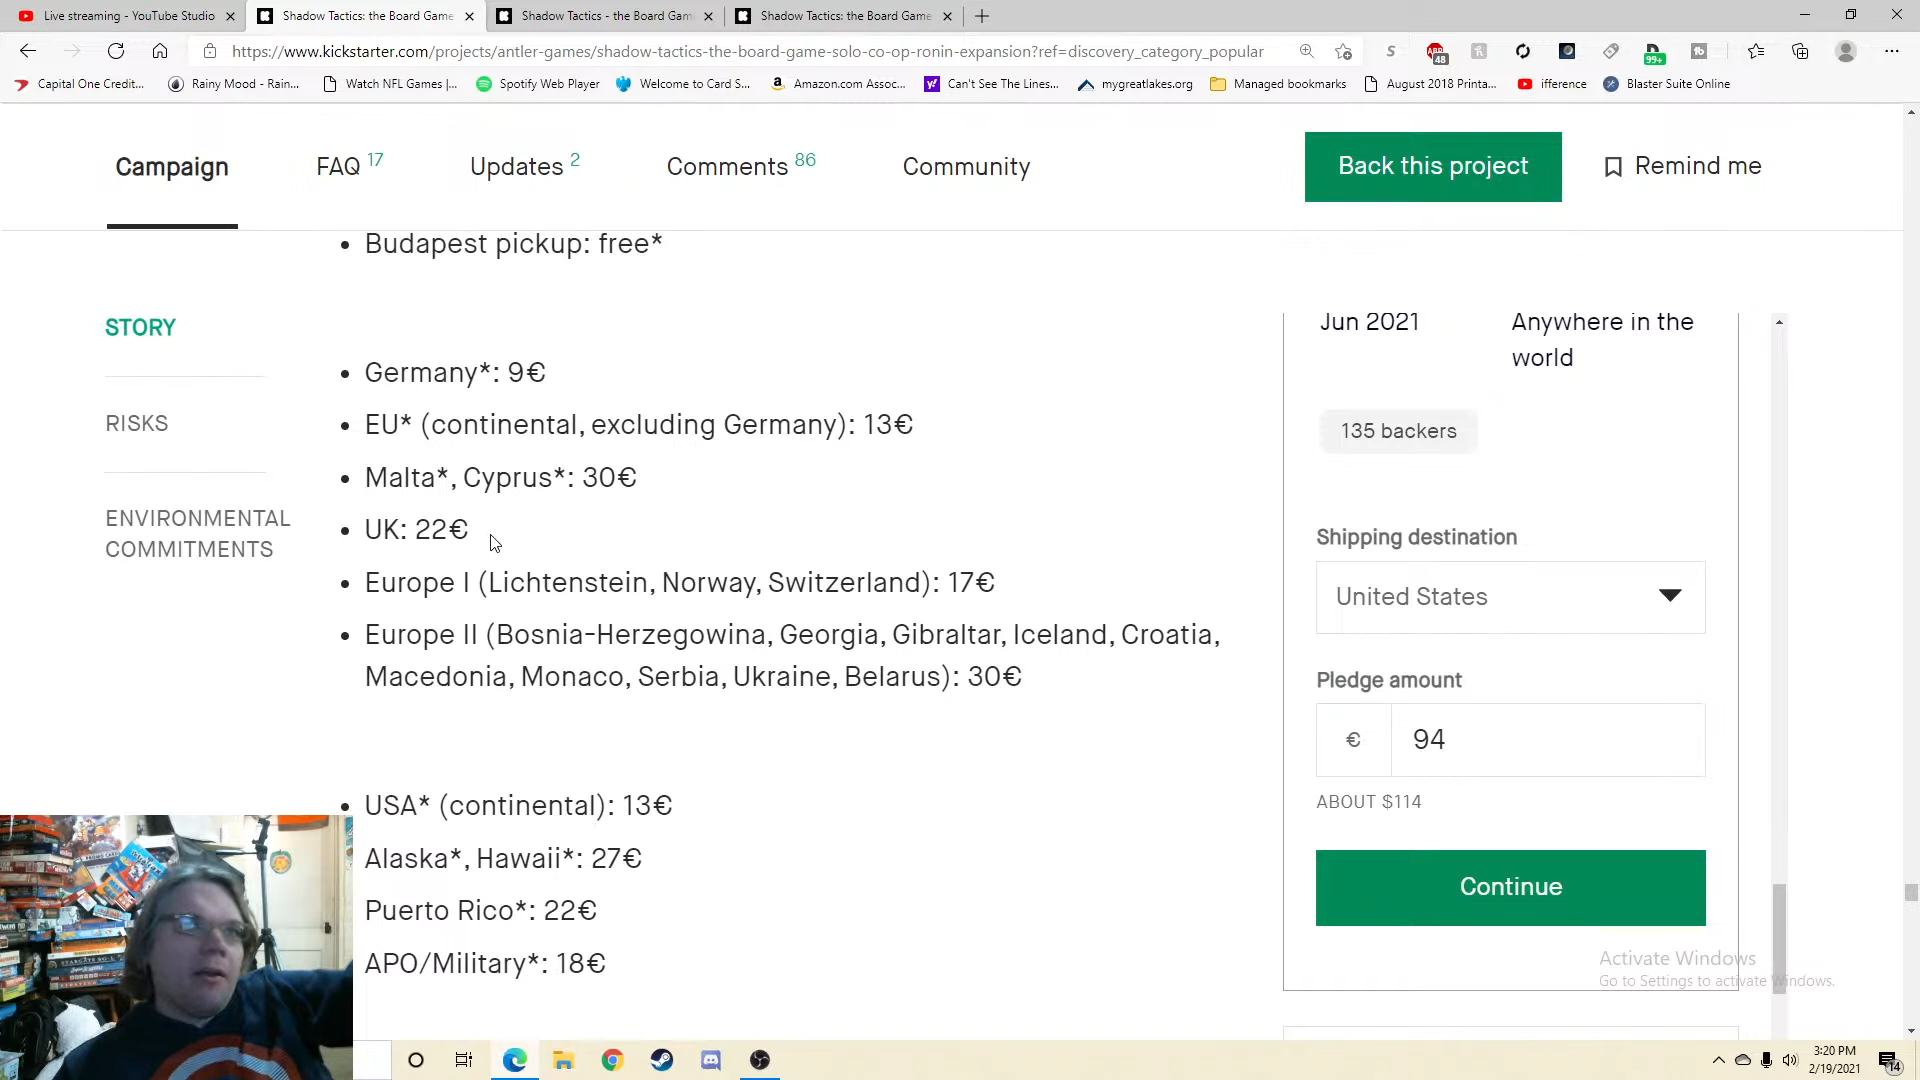 Live streaming - YouTube Studio
Shadow Tactics: the Board Game
Shadow Tactics - the Board Gam
Shadow Tactics: the Board Game
https://www.kickstarter.com/projects/antler-games/shadow-tactics-the-board-game-solo-co-op-ronin-expansion?ref=discovery_category_popular
48
99+
Capital One Credit...
Rainy Mood - Rain...
Watch NFL Games |...
Spotify Web Player
Welcome to Card S...
Amazon.com Assoc...
Can't See The Lines...
mygreatlakes.org
Managed bookmarks
August 2018 Printa...
ifference
Blaster Suite Online
Campaign
FAQ 17
Updates 2
Comments 86
Community
Back this project
Remind me
Budapest pickup: free*
STORY
RISKS
ENVIRONMENTAL
COMMITMENTS
Germany*: 9€
EU* (continental, excluding Germany): 13€
Malta*, Cyprus*: 30€
UK: 22€
Europe I (Lichtenstein, Norway, Switzerland): 17€
Europe II (Bosnia-Herzegowina, Georgia, Gibraltar, Iceland, Croatia,
Macedonia, Monaco, Serbia, Ukraine, Belarus): 30€
USA* (continental): 13€
Alaska*, Hawaii*: 27€
Puerto Rico*: 22€
APO/Military*: 18€
Jun 2021
Anywhere in the
world
135 backers
Shipping destination
United States
Pledge amount
€ 94
ABOUT $114
Continue
Activate Windows
Go to Settings to activate Windows.
3:20 PM
2/19/2021
14